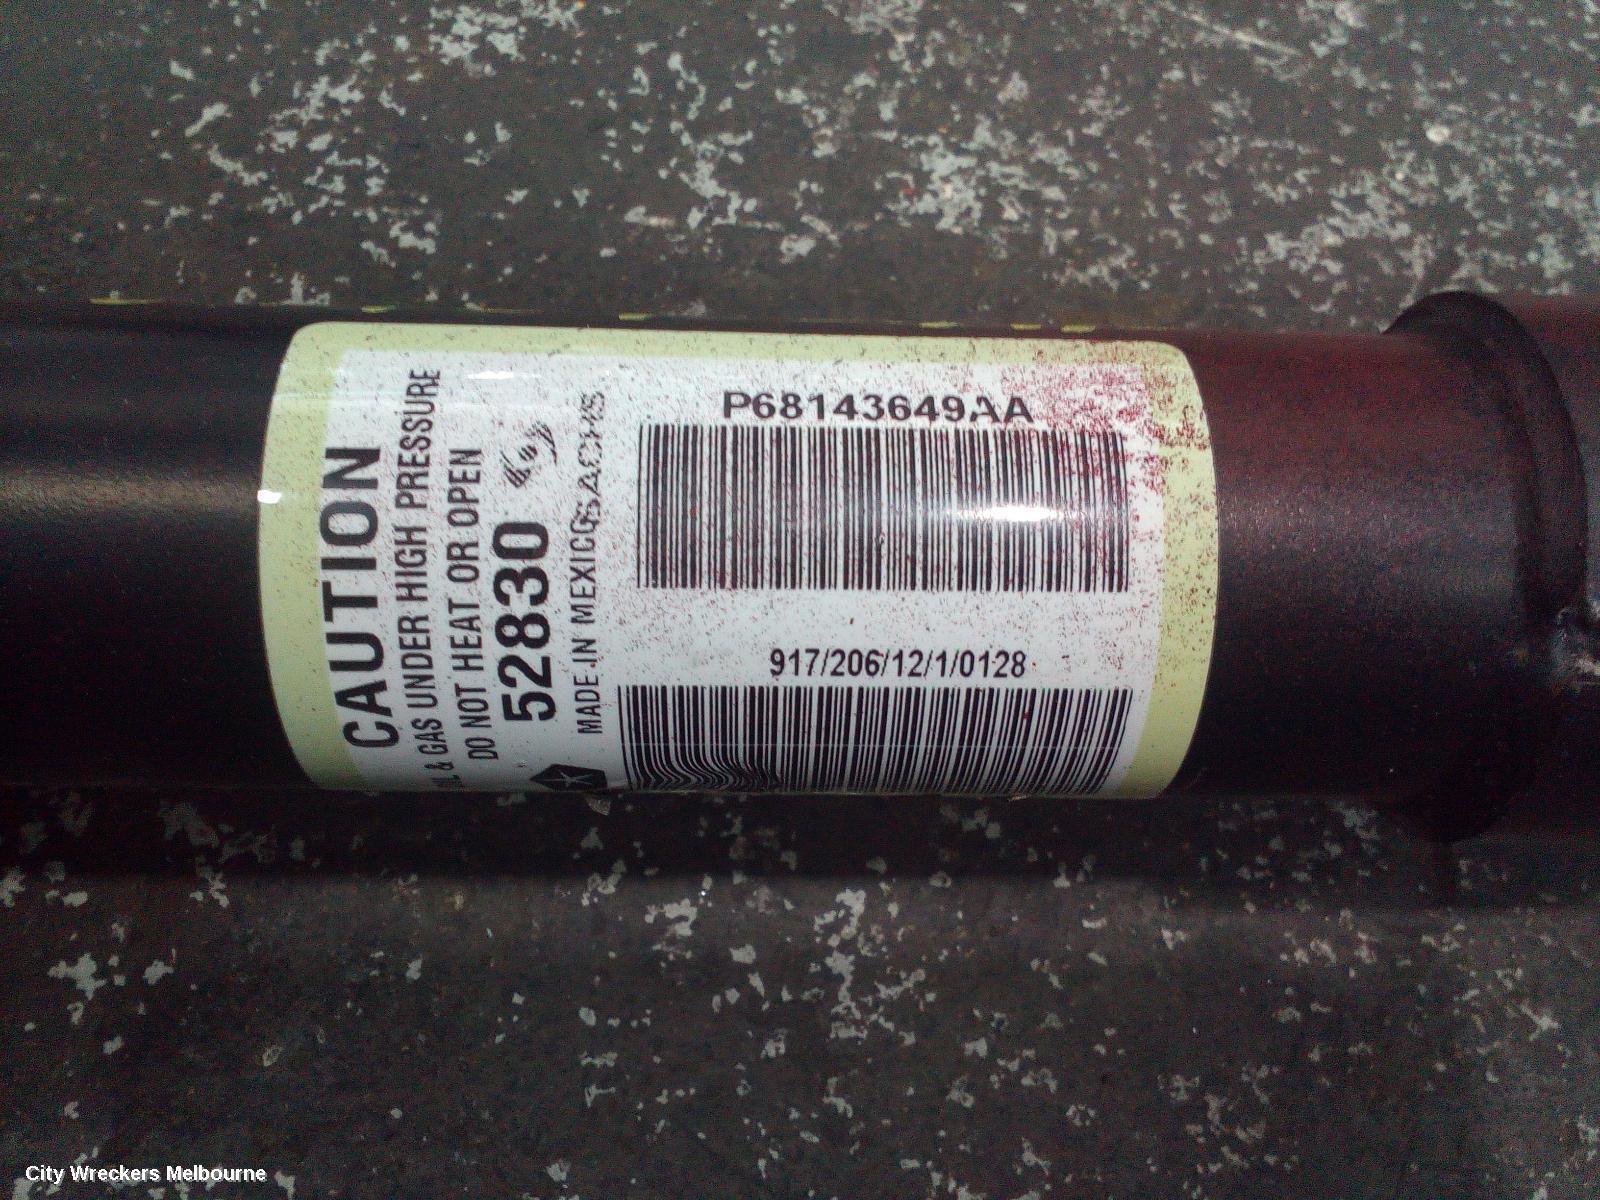 CAUTION
OIL & GAS UNDER HIGH PRESSURE
DO NOT HEAT OR OPEN
52830
MADE IN MEXICO
SACHS
P68143649AA
917/206/12/1/0128
City Wreckers Melbourne